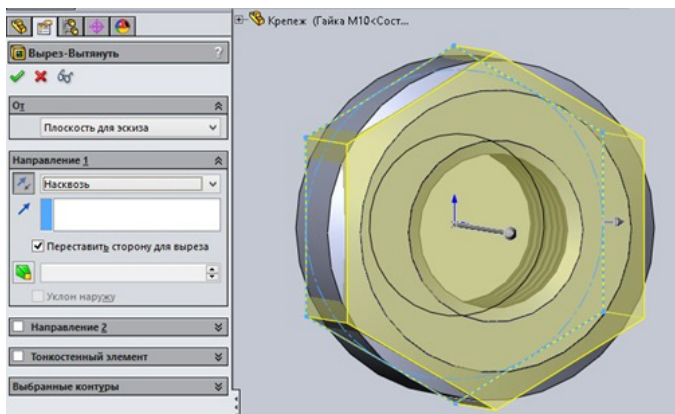 Крепеж (Гайка М10<Сост...
Вырез-Вытянуть
?
От
Плоскость для эскиза
Направление 1
Насквозь
Переставить сторону для выреза
Уклон наружу
Направление 2
Тонкостенный элемент
Выбранные контуры